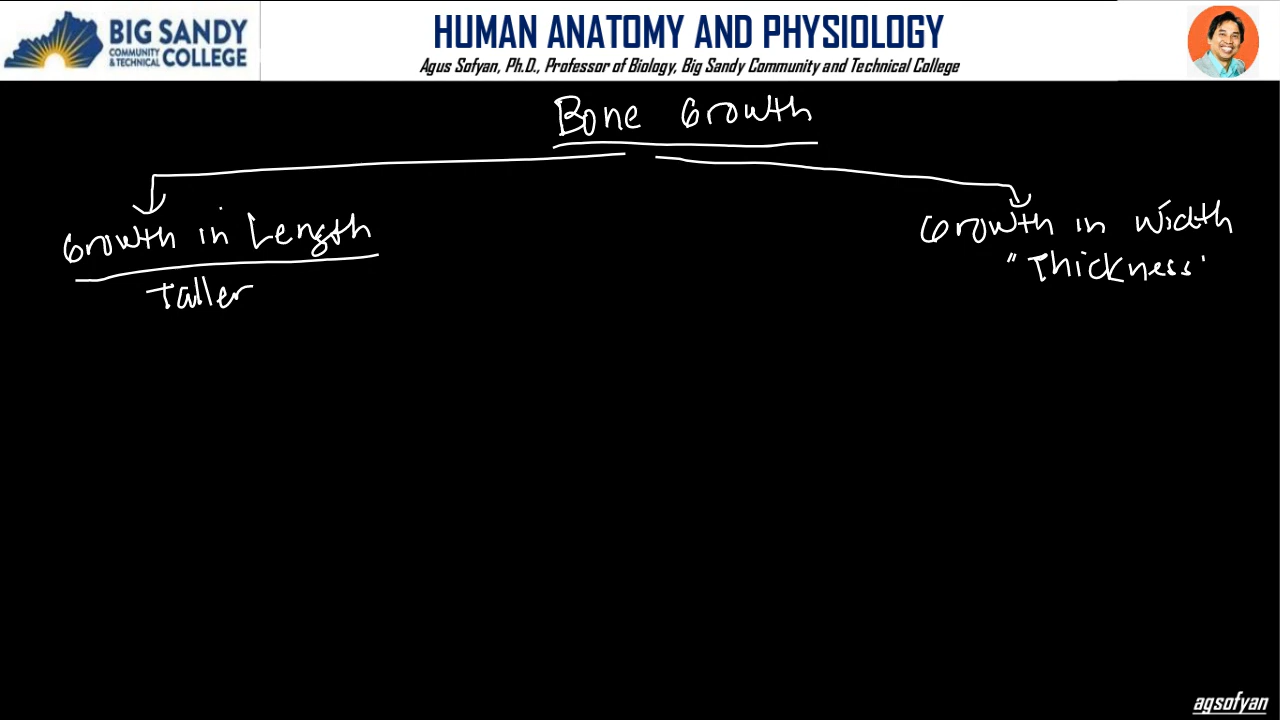 BIG SANDY
COMMUNITY
& TECHNICAL COLLEGE
HUMAN ANATOMY AND PHYSIOLOGY
Agus Sofyan, Ph.D., Professor of Biology, Big Sandy Community and Technical College
Bone Growth
Growth in Length
Taller
Growth in Width
"Thickness"
agsofyan